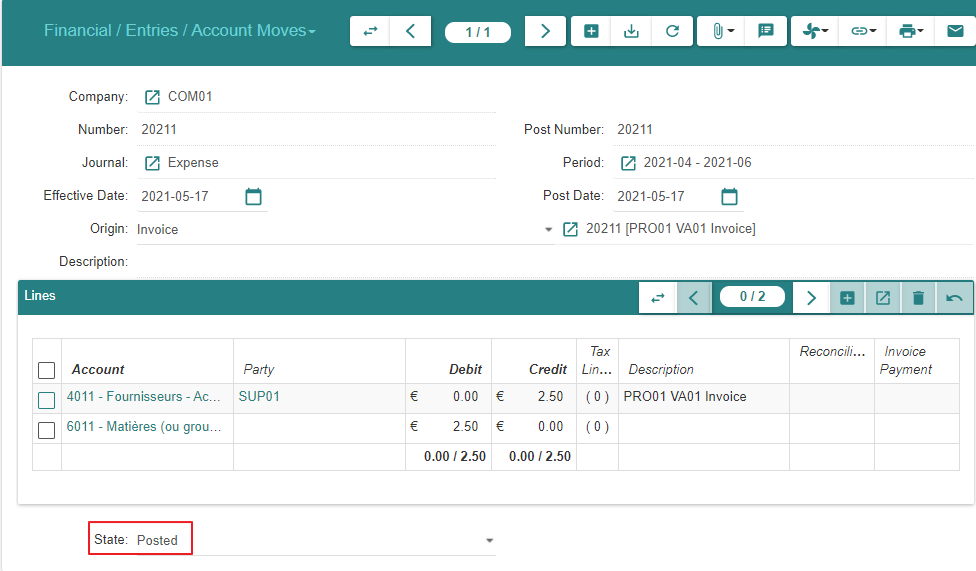 Financial / Entries / Account Moves
1 / 1
Company: COM01
Number: 20211
Post Number: 20211
Journal: Expense
Period: 2021-04 - 2021-06
Effective Date: 2021-05-17
Post Date: 2021-05-17
Origin: Invoice
20211 [PRO01 VA01 Invoice]
Description:
Lines
0 / 2
Account Party Debit Credit Tax Lin... Description Reconcili... Invoice Payment
4011 - Fournisseurs - Ac... SUP01 € 0.00 € 2.50 ( 0 ) PRO01 VA01 Invoice
6011 - Matières (ou grou... € 2.50 € 0.00 ( 0 )
0.00 / 2.50 0.00 / 2.50
State: Posted